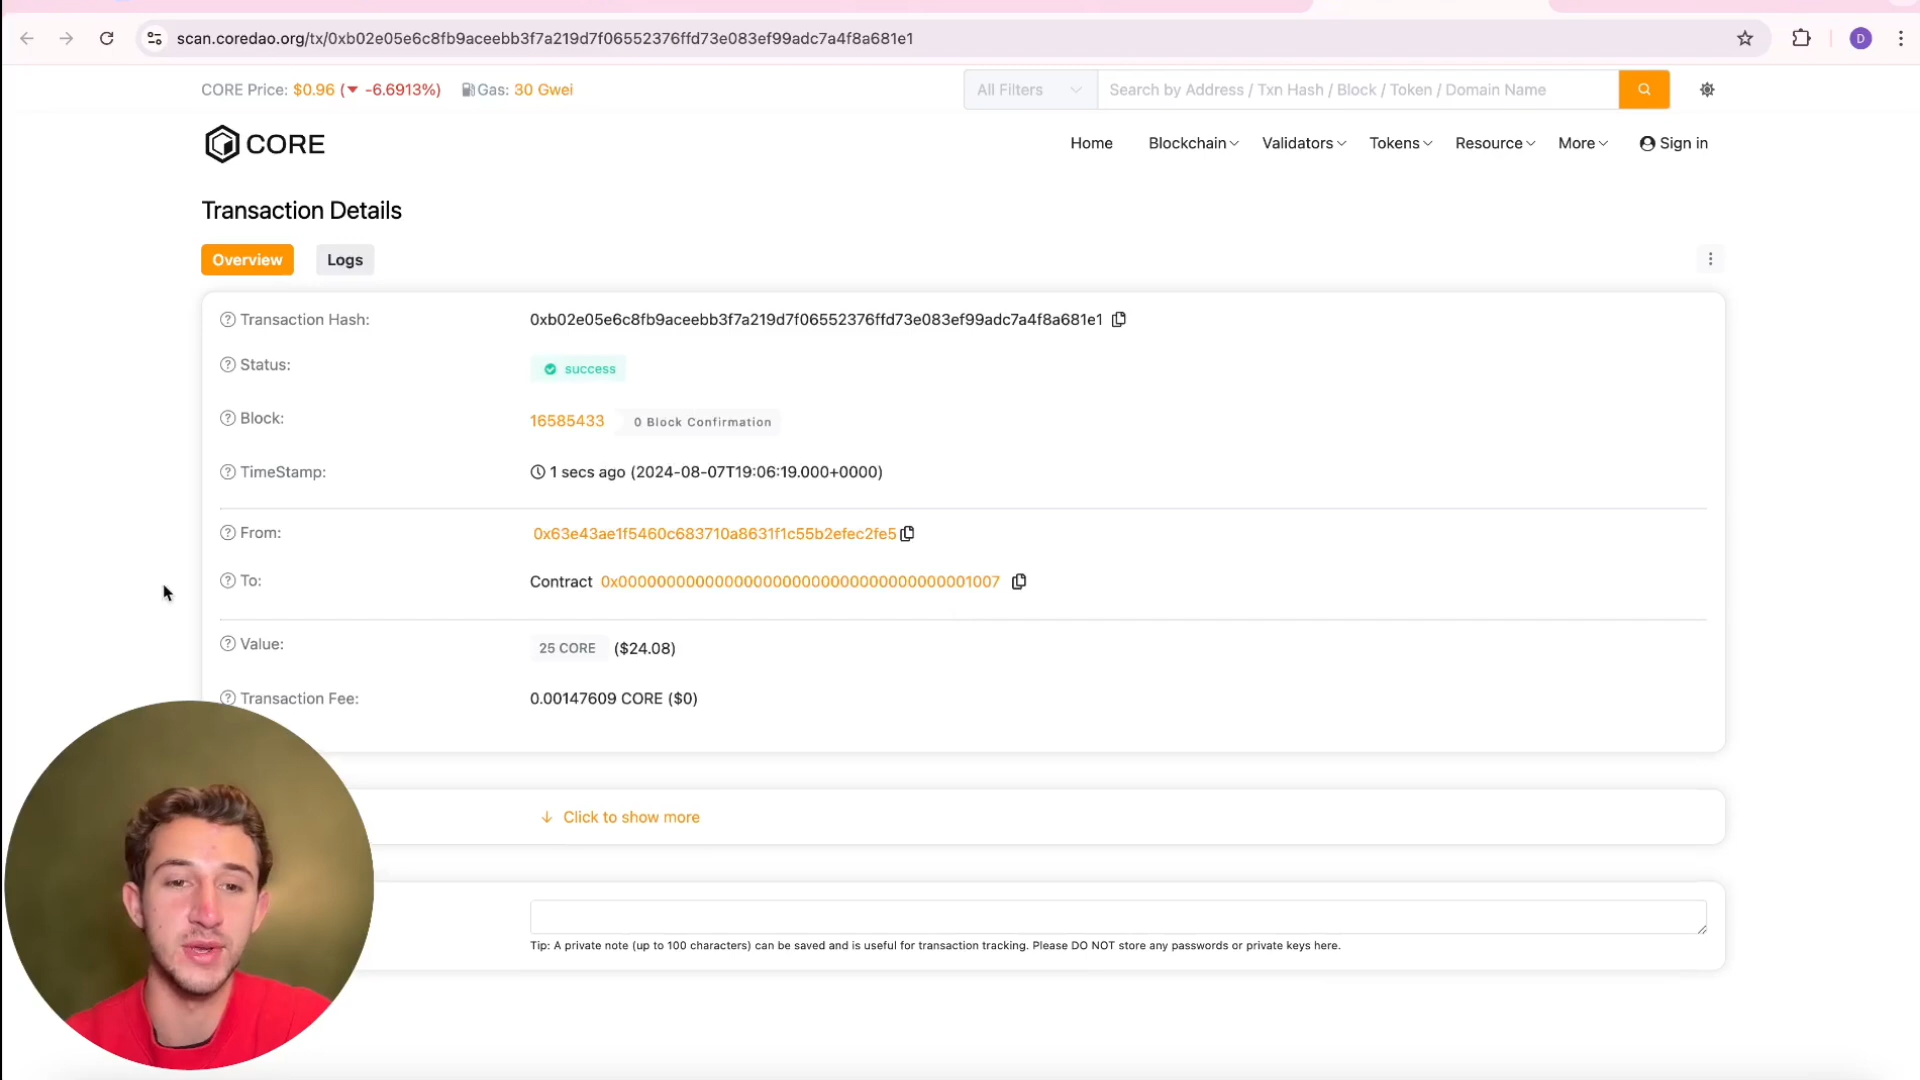 scan.coredao.org/tx/0xb02e05e6c8fb9aceebb3f7a219d7f06552376ffd73e083ef99adc7a4f8a681e1
D
CORE Price: $0.96 (▼ -6.6913%) Gas: 30 Gwei
All Filters
Search by Address / Txn Hash / Block / Token / Domain Name
CORE
Home Blockchain Validators Tokens Resource More Sign in
Transaction Details
Overview Logs
Transaction Hash: 0xb02e05e6c8fb9aceebb3f7a219d7f06552376ffd73e083ef99adc7a4f8a681e1
Status: success
Block: 16585433 0 Block Confirmation
TimeStamp: 1 secs ago (2024-08-07T19:06:19.000+0000)
From: 0x63e43ae1f5460c683710a8631f1c55b2efec2fe5
To: Contract 0x0000000000000000000000000000000000001007
Value: 25 CORE ($24.08)
Transaction Fee: 0.00147609 CORE ($0)
Click to show more
Tip: A private note (up to 100 characters) can be saved and is useful for transaction tracking. Please DO NOT store any passwords or private keys here.